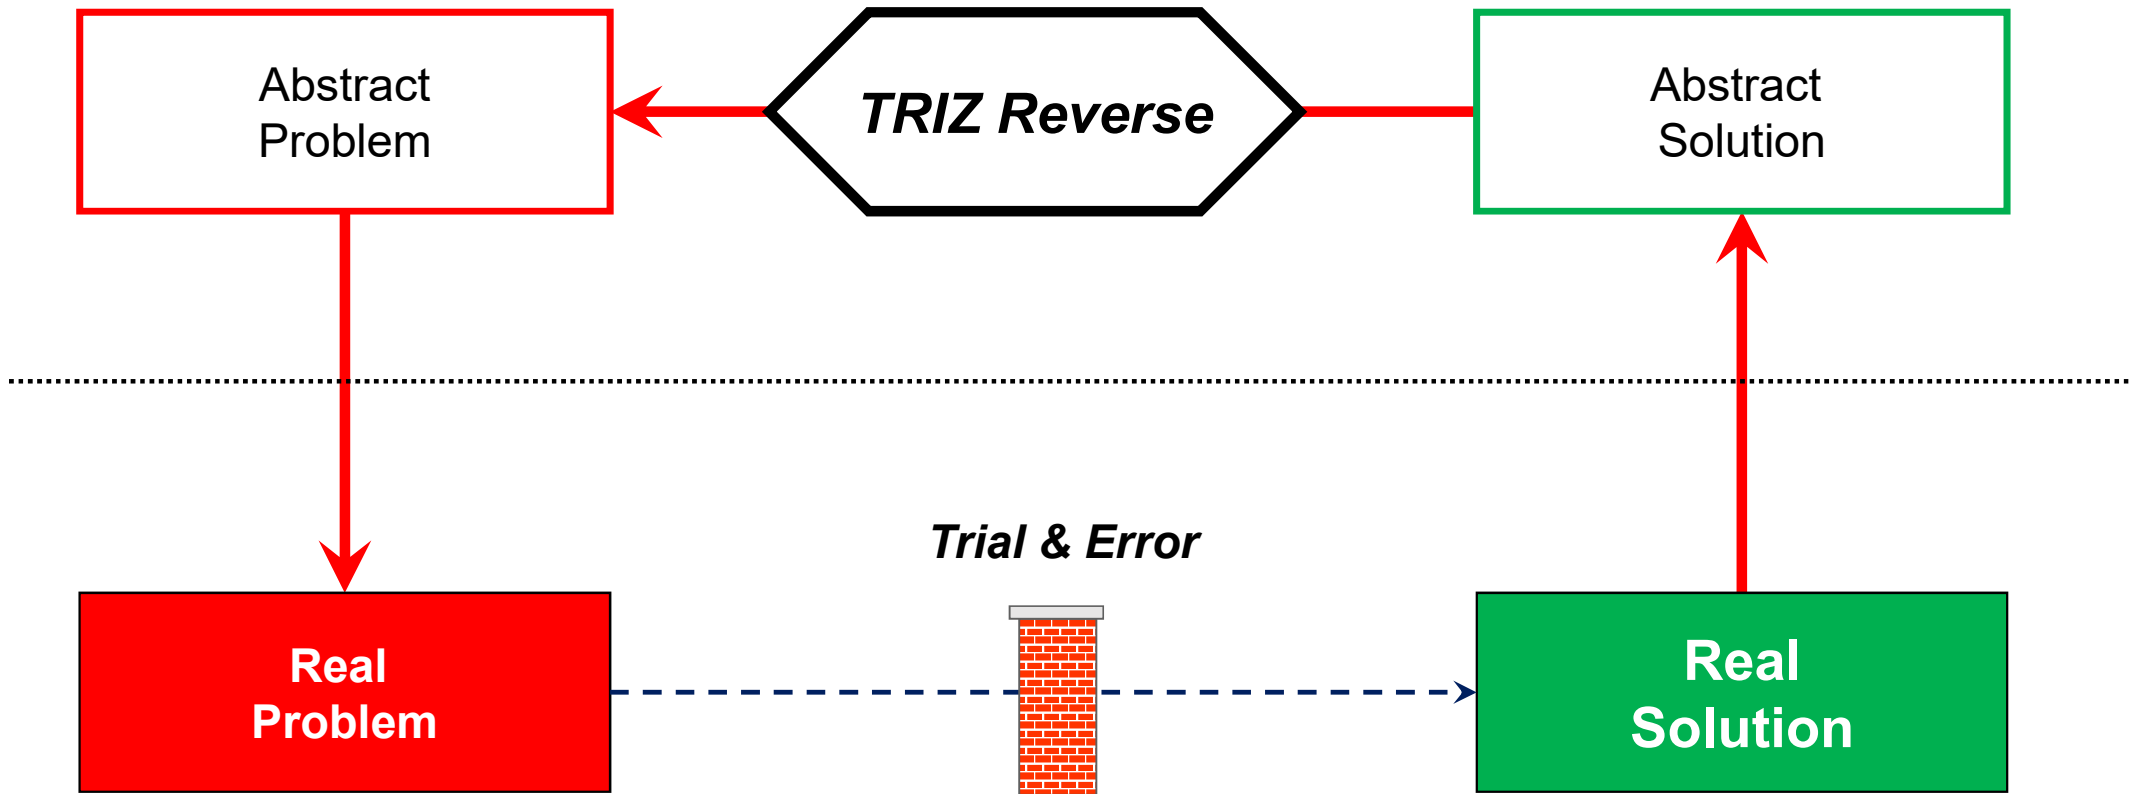 Abstract
Problem
TRIZ Reverse
Abstract
Solution
Trial & Error
Real
Problem
Real
Solution